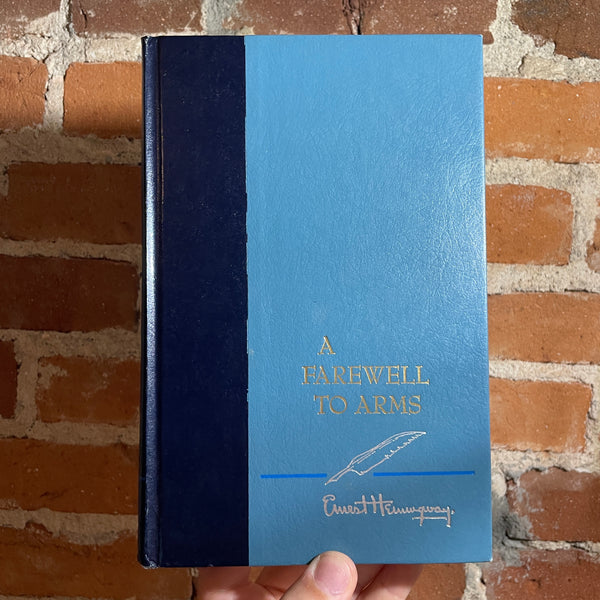 A
FAREWELL
TO ARMS
Ernest Hemingway.